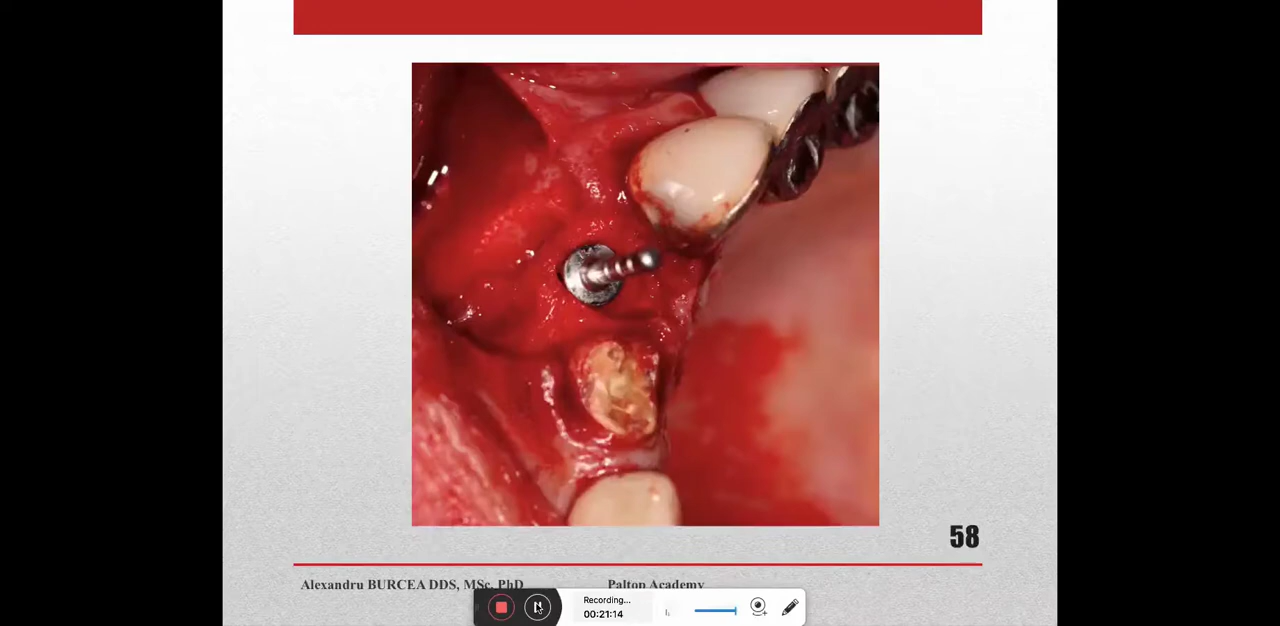 58
Alexandru BURCEA DDS, MSc, PhD
Palton Academy
Recording...
00:21:14